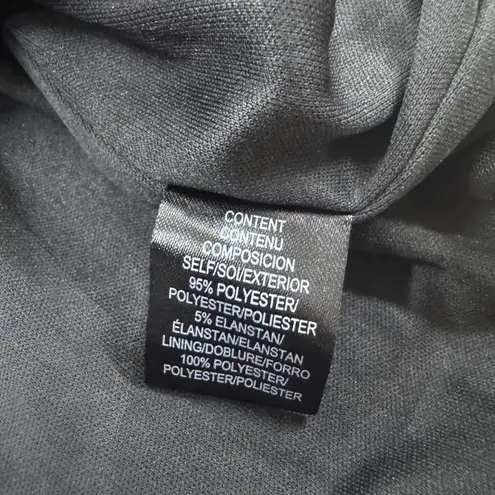 CONTENT
CONTENU
COMPOSICION
SELF/SOI/EXTERIOR
95% POLYESTER/
POLYESTER/POLIESTER
5% ELANSTAN/
ÉLANSTAN/ELANSTAN
LINING/DOBLURE/FORRO
100% POLYESTER/
POLYESTER/POLIESTER